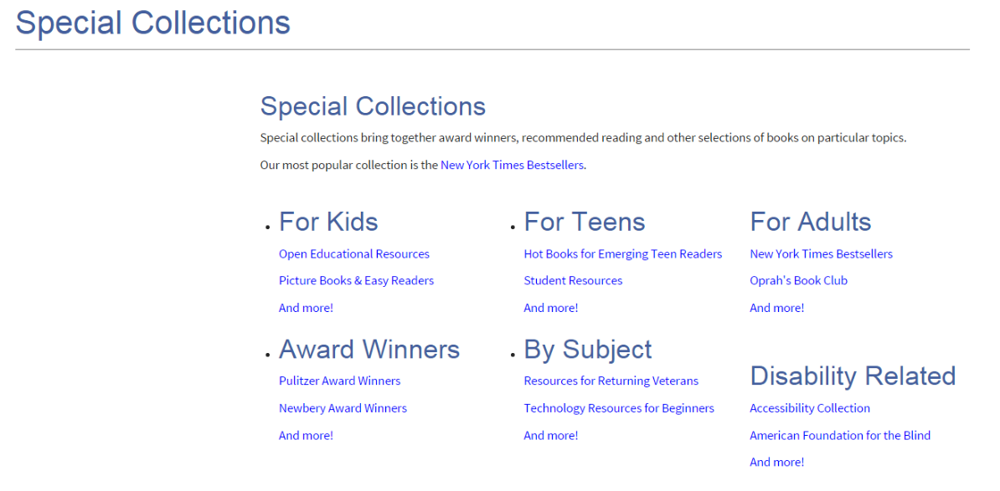 Special Collections
Special Collections
Special collections bring together award winners, recommended reading and other selections of books on particular topics.
Our most popular collection is the New York Times Bestsellers.
• For Kids
Open Educational Resources
Picture Books & Easy Readers
And more!
• For Teens
Hot Books for Emerging Teen Readers
Student Resources
And more!
For Adults
New York Times Bestsellers
Oprah's Book Club
And more!
• Award Winners
Pulitzer Award Winners
Newbery Award Winners
And more!
• By Subject
Resources for Returning Veterans
Technology Resources for Beginners
And more!
Disability Related
Accessibility Collection
American Foundation for the Blind
And more!